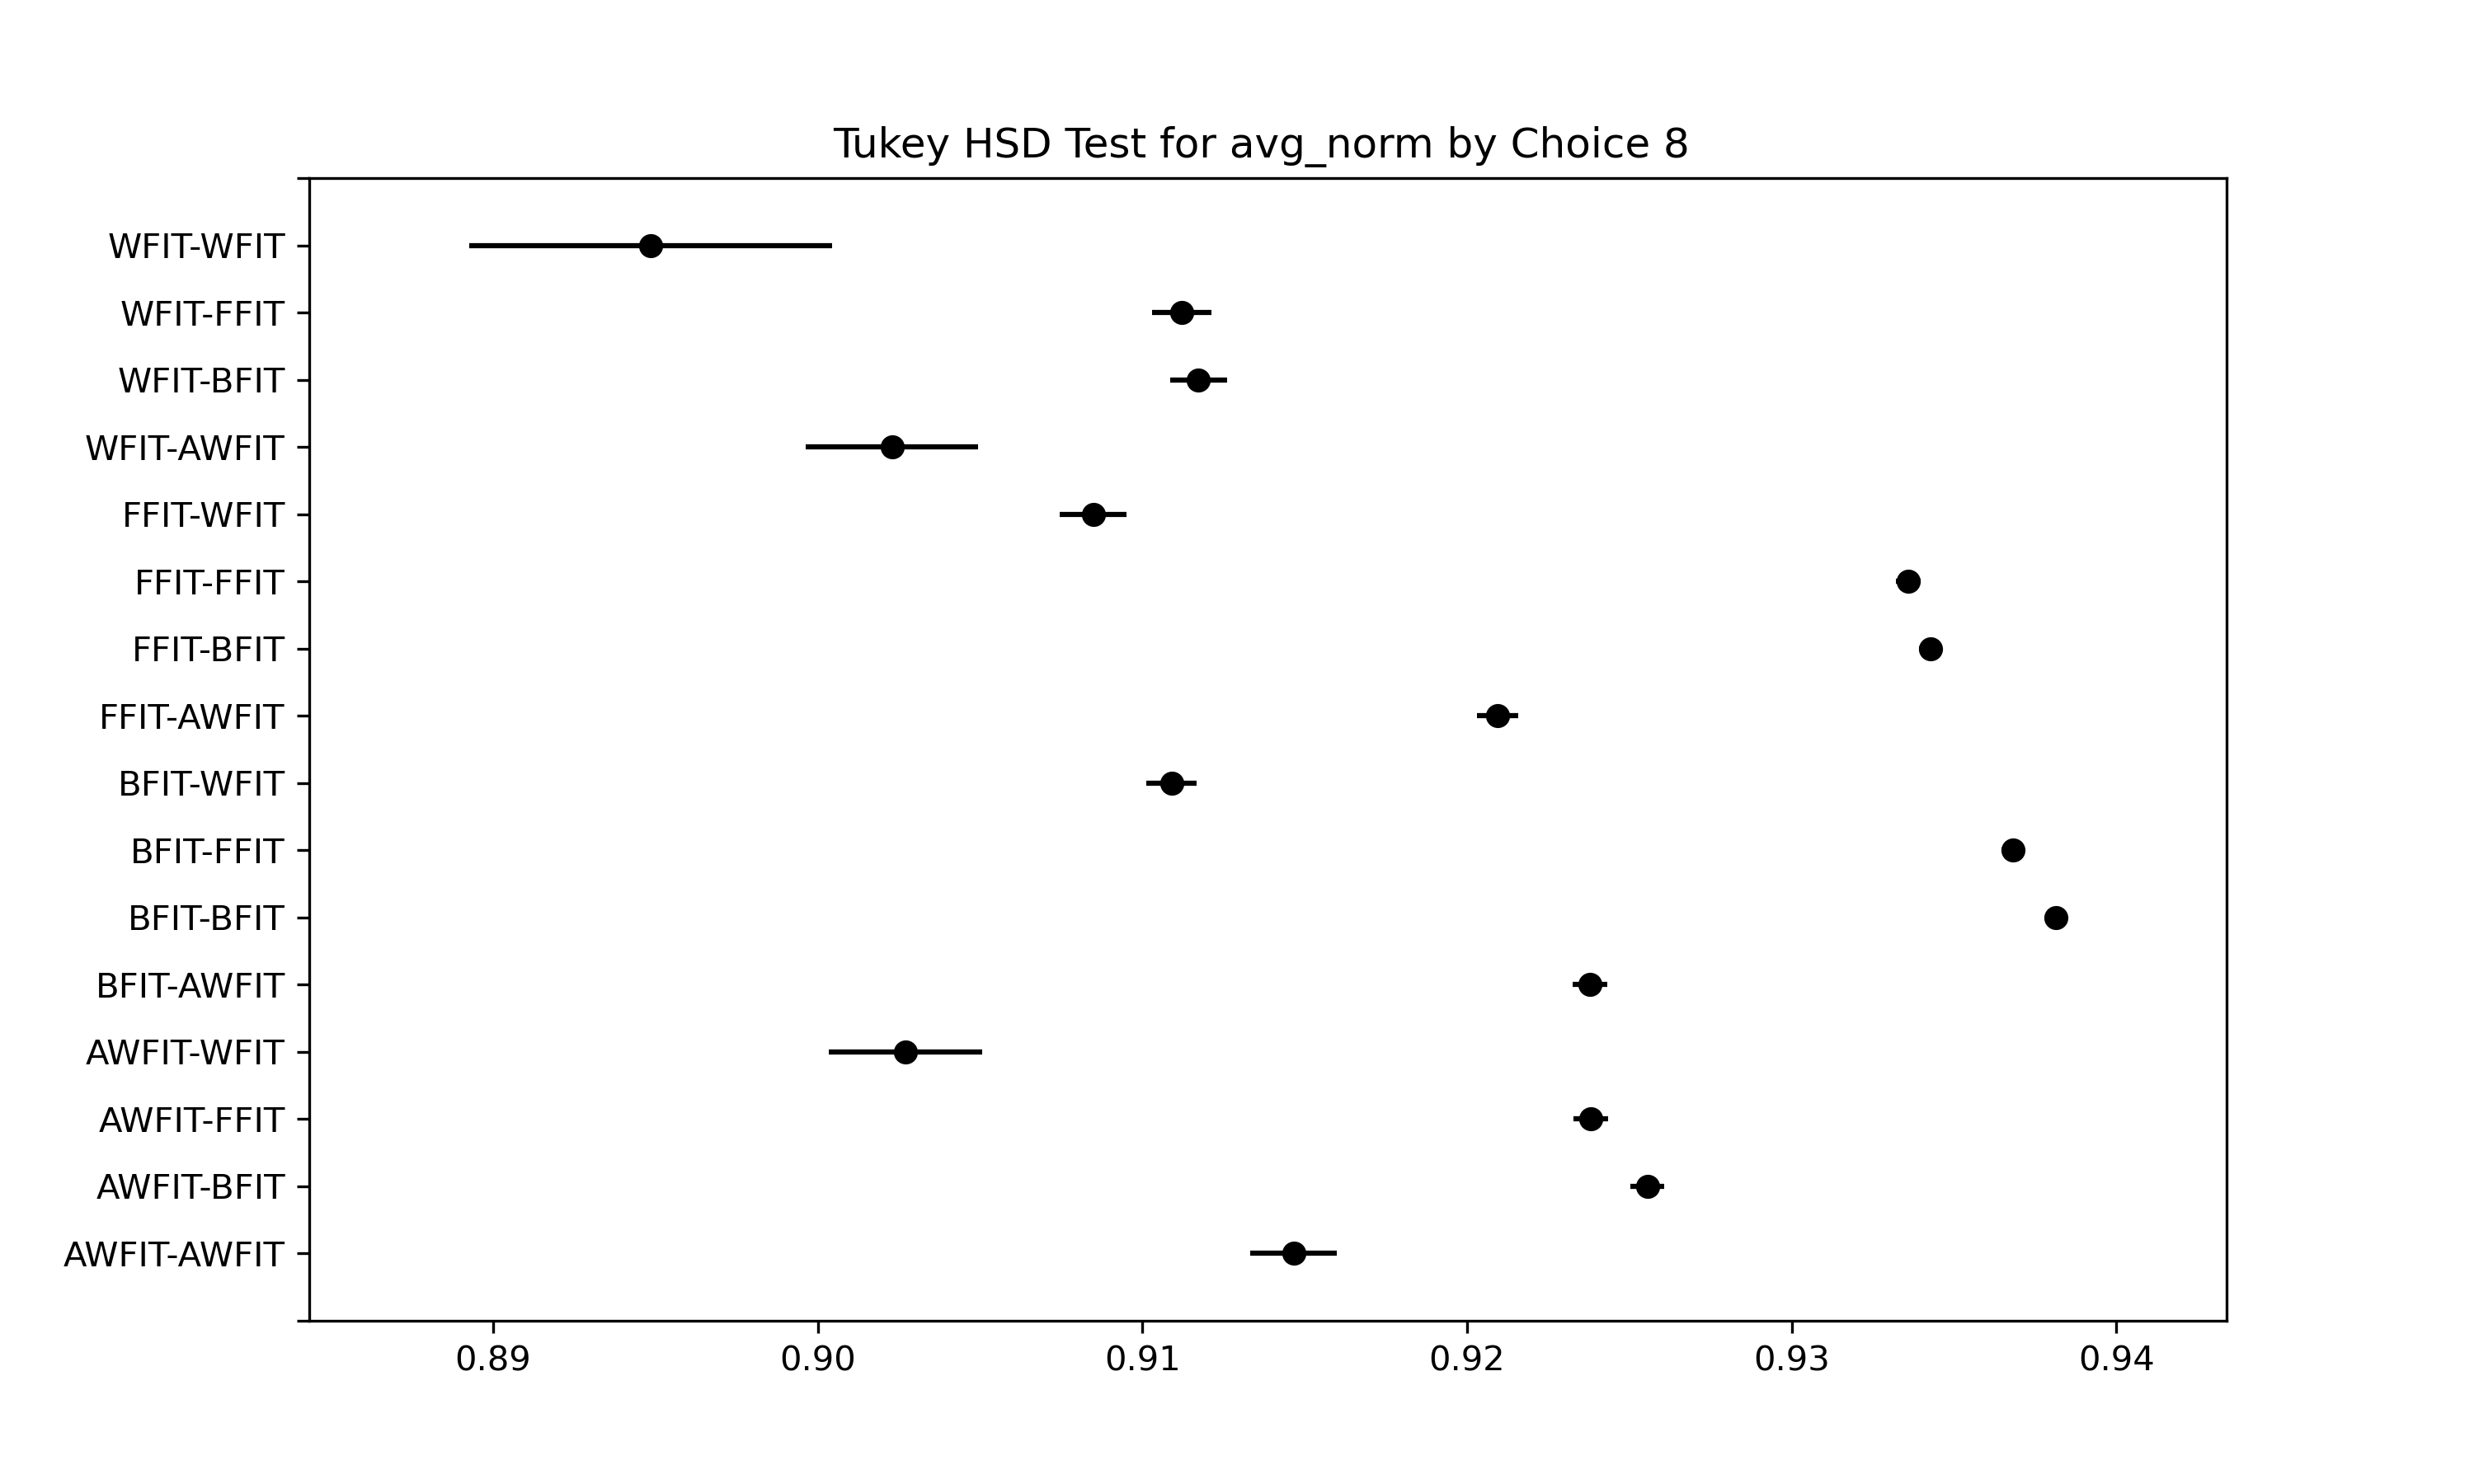 Tukey HSD Test for avg_norm by Choice 8
WFIT-WFIT
WFIT-FFIT
WFIT-BFIT
WFIT-AWFIT
FFIT-WFIT
FFIT-FFIT
FFIT-BFIT
FFIT-AWFIT
BFIT-WFIT
BFIT-FFIT
BFIT-BFIT
BFIT-AWFIT
AWFIT-WFIT
AWFIT-FFIT
AWFIT-BFIT
AWFIT-AWFIT
0.89 0.90 0.91 0.92 0.93 0.94